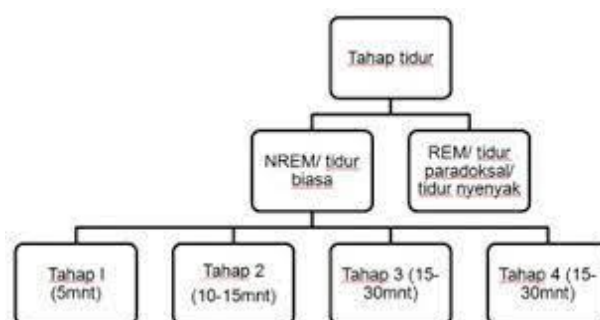 Tahap tidur
NREM/ tidur
biasa
REM/ tidur
paradoksal/
tidur nyenyak
Tahap I
(5mnt)
Tahap 2
(10-15mnt)
Tahap 3 (15-
30mnt)
Tahap 4 (15-
30mnt)